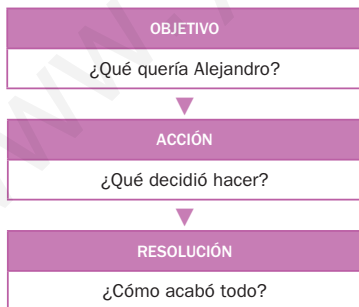 OBJETIVO
¿Qué quería Alejandro?
ACCIÓN
¿Qué decidió hacer?
RESOLUCIÓN
¿Cómo acabó todo?